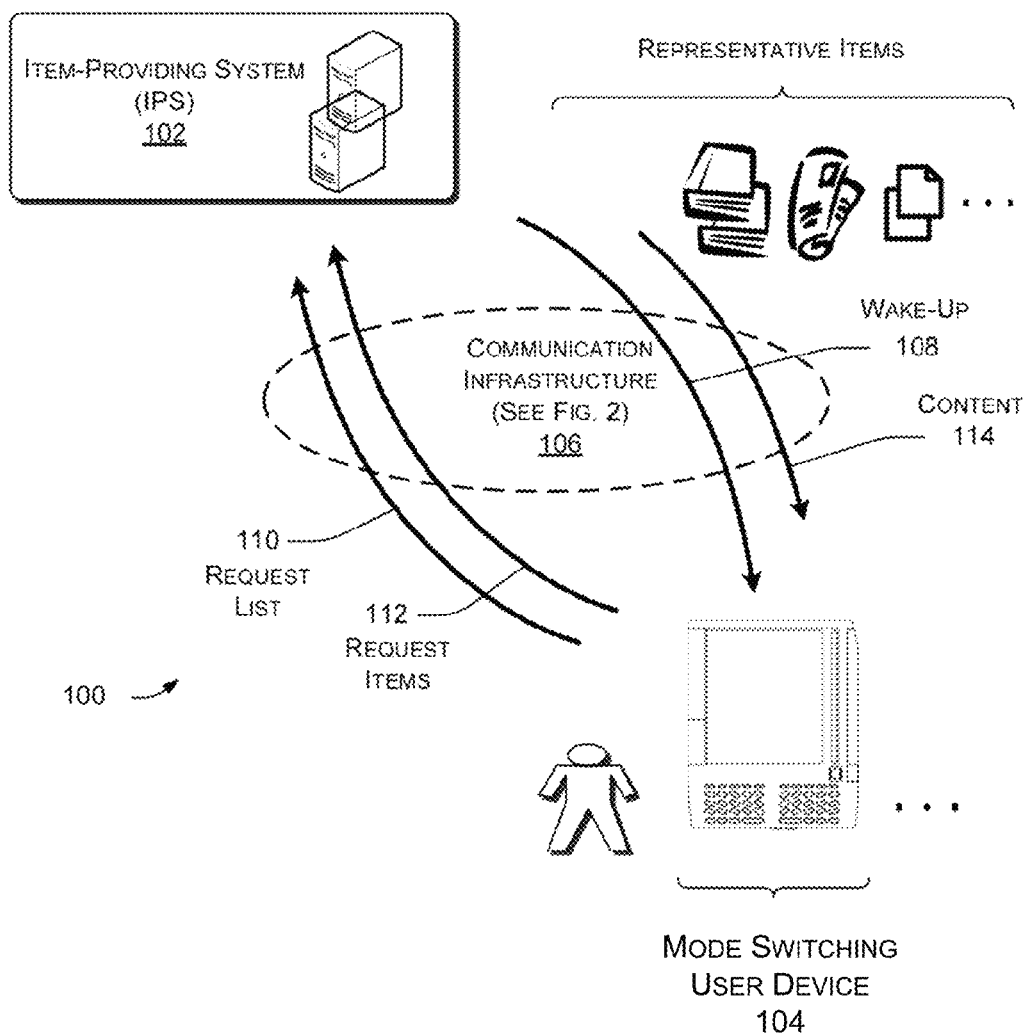 ITEM-PROVIDING SYSTEM
(IPS)
102
REPRESENTATIVE ITEMS
. . .
WAKE-UP
108
COMMUNICATION
INFRASTRUCTURE
(SEE FIG. 2)
106
CONTENT
114
110
REQUEST
LIST
112
REQUEST
ITEMS
100
. . .
MODE SWITCHING
USER DEVICE
104